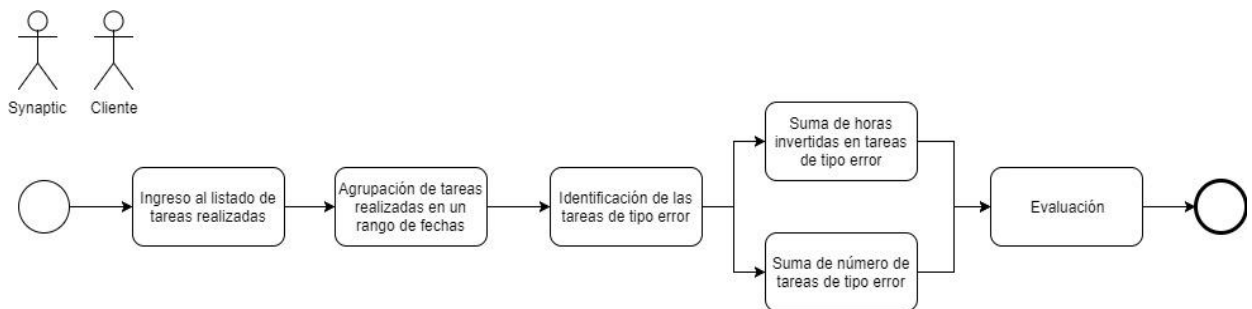 Synaptic
Cliente
Ingreso al listado de
tareas realizadas
Agrupación de tareas
realizadas en un
rango de fechas
Identificación de las
tareas de tipo error
Suma de horas
invertidas en tareas
de tipo error
Suma de número de
tareas de tipo error
Evaluación